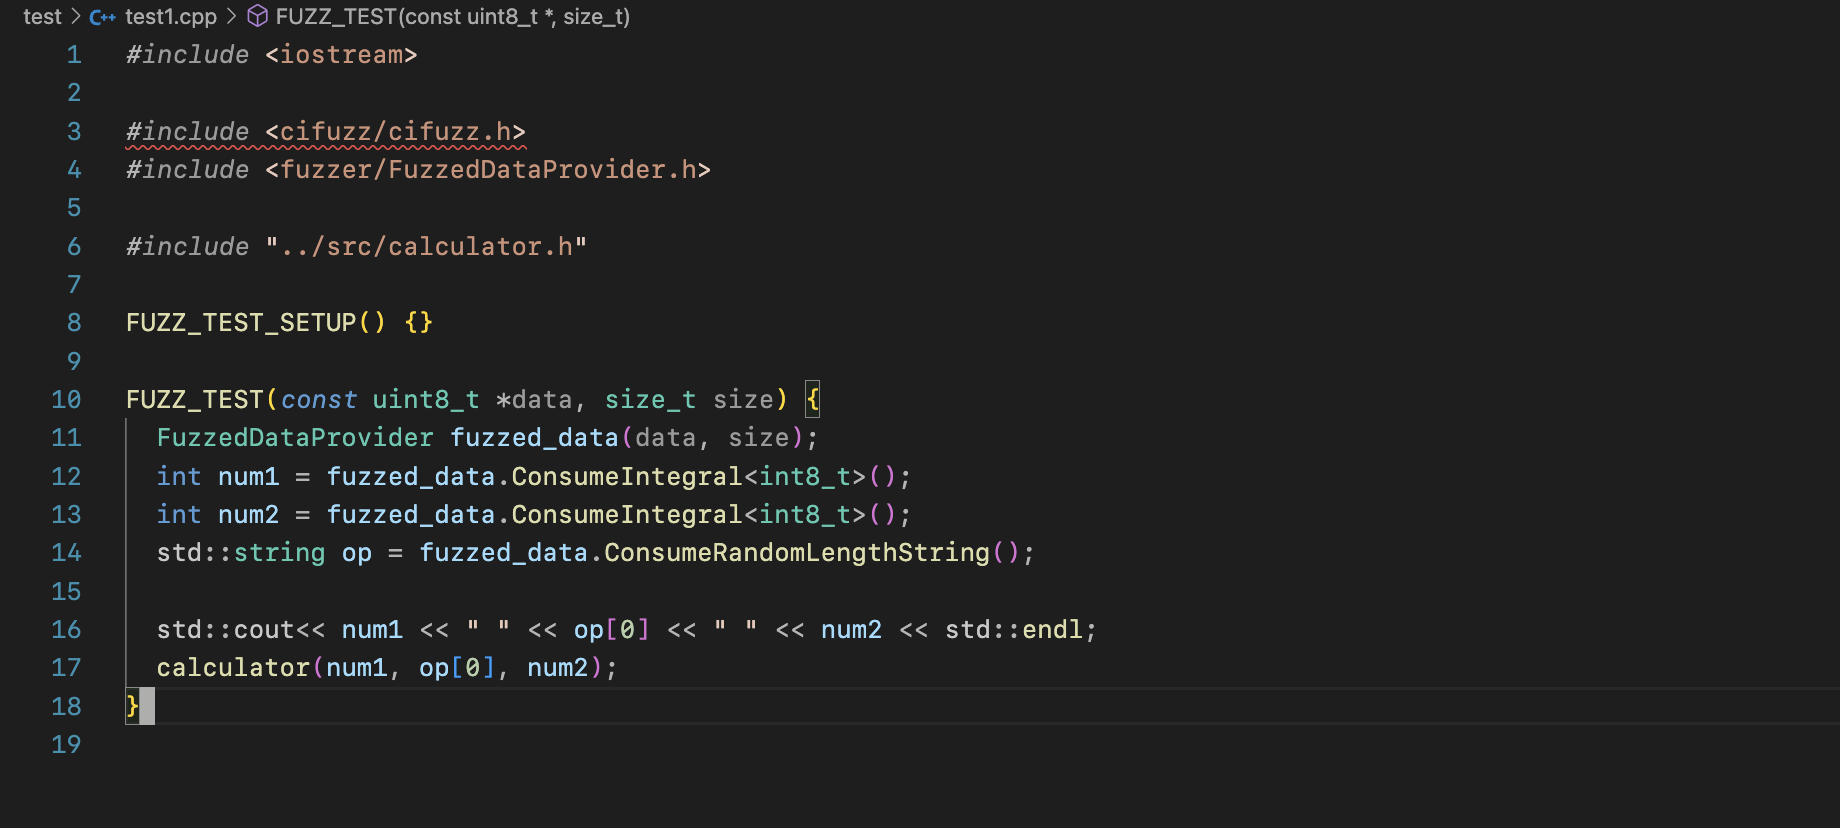 test > C++ test1.cpp > FUZZ_TEST(const uint8_t *, size_t)
1 #include <iostream>
2
3 #include <cifuzz/cifuzz.h>
4 #include <fuzzer/FuzzedDataProvider.h>
5
6 #include "../src/calculator.h"
7
8 FUZZ_TEST_SETUP() {}
9
10 FUZZ_TEST(const uint8_t *data, size_t size) {
11   FuzzedDataProvider fuzzed_data(data, size);
12   int num1 = fuzzed_data.ConsumeIntegral<int8_t>();
13   int num2 = fuzzed_data.ConsumeIntegral<int8_t>();
14   std::string op = fuzzed_data.ConsumeRandomLengthString();
15
16   std::cout<< num1 << " " << op[0] << " " << num2 << std::endl;
17   calculator(num1, op[0], num2);
18 }
19